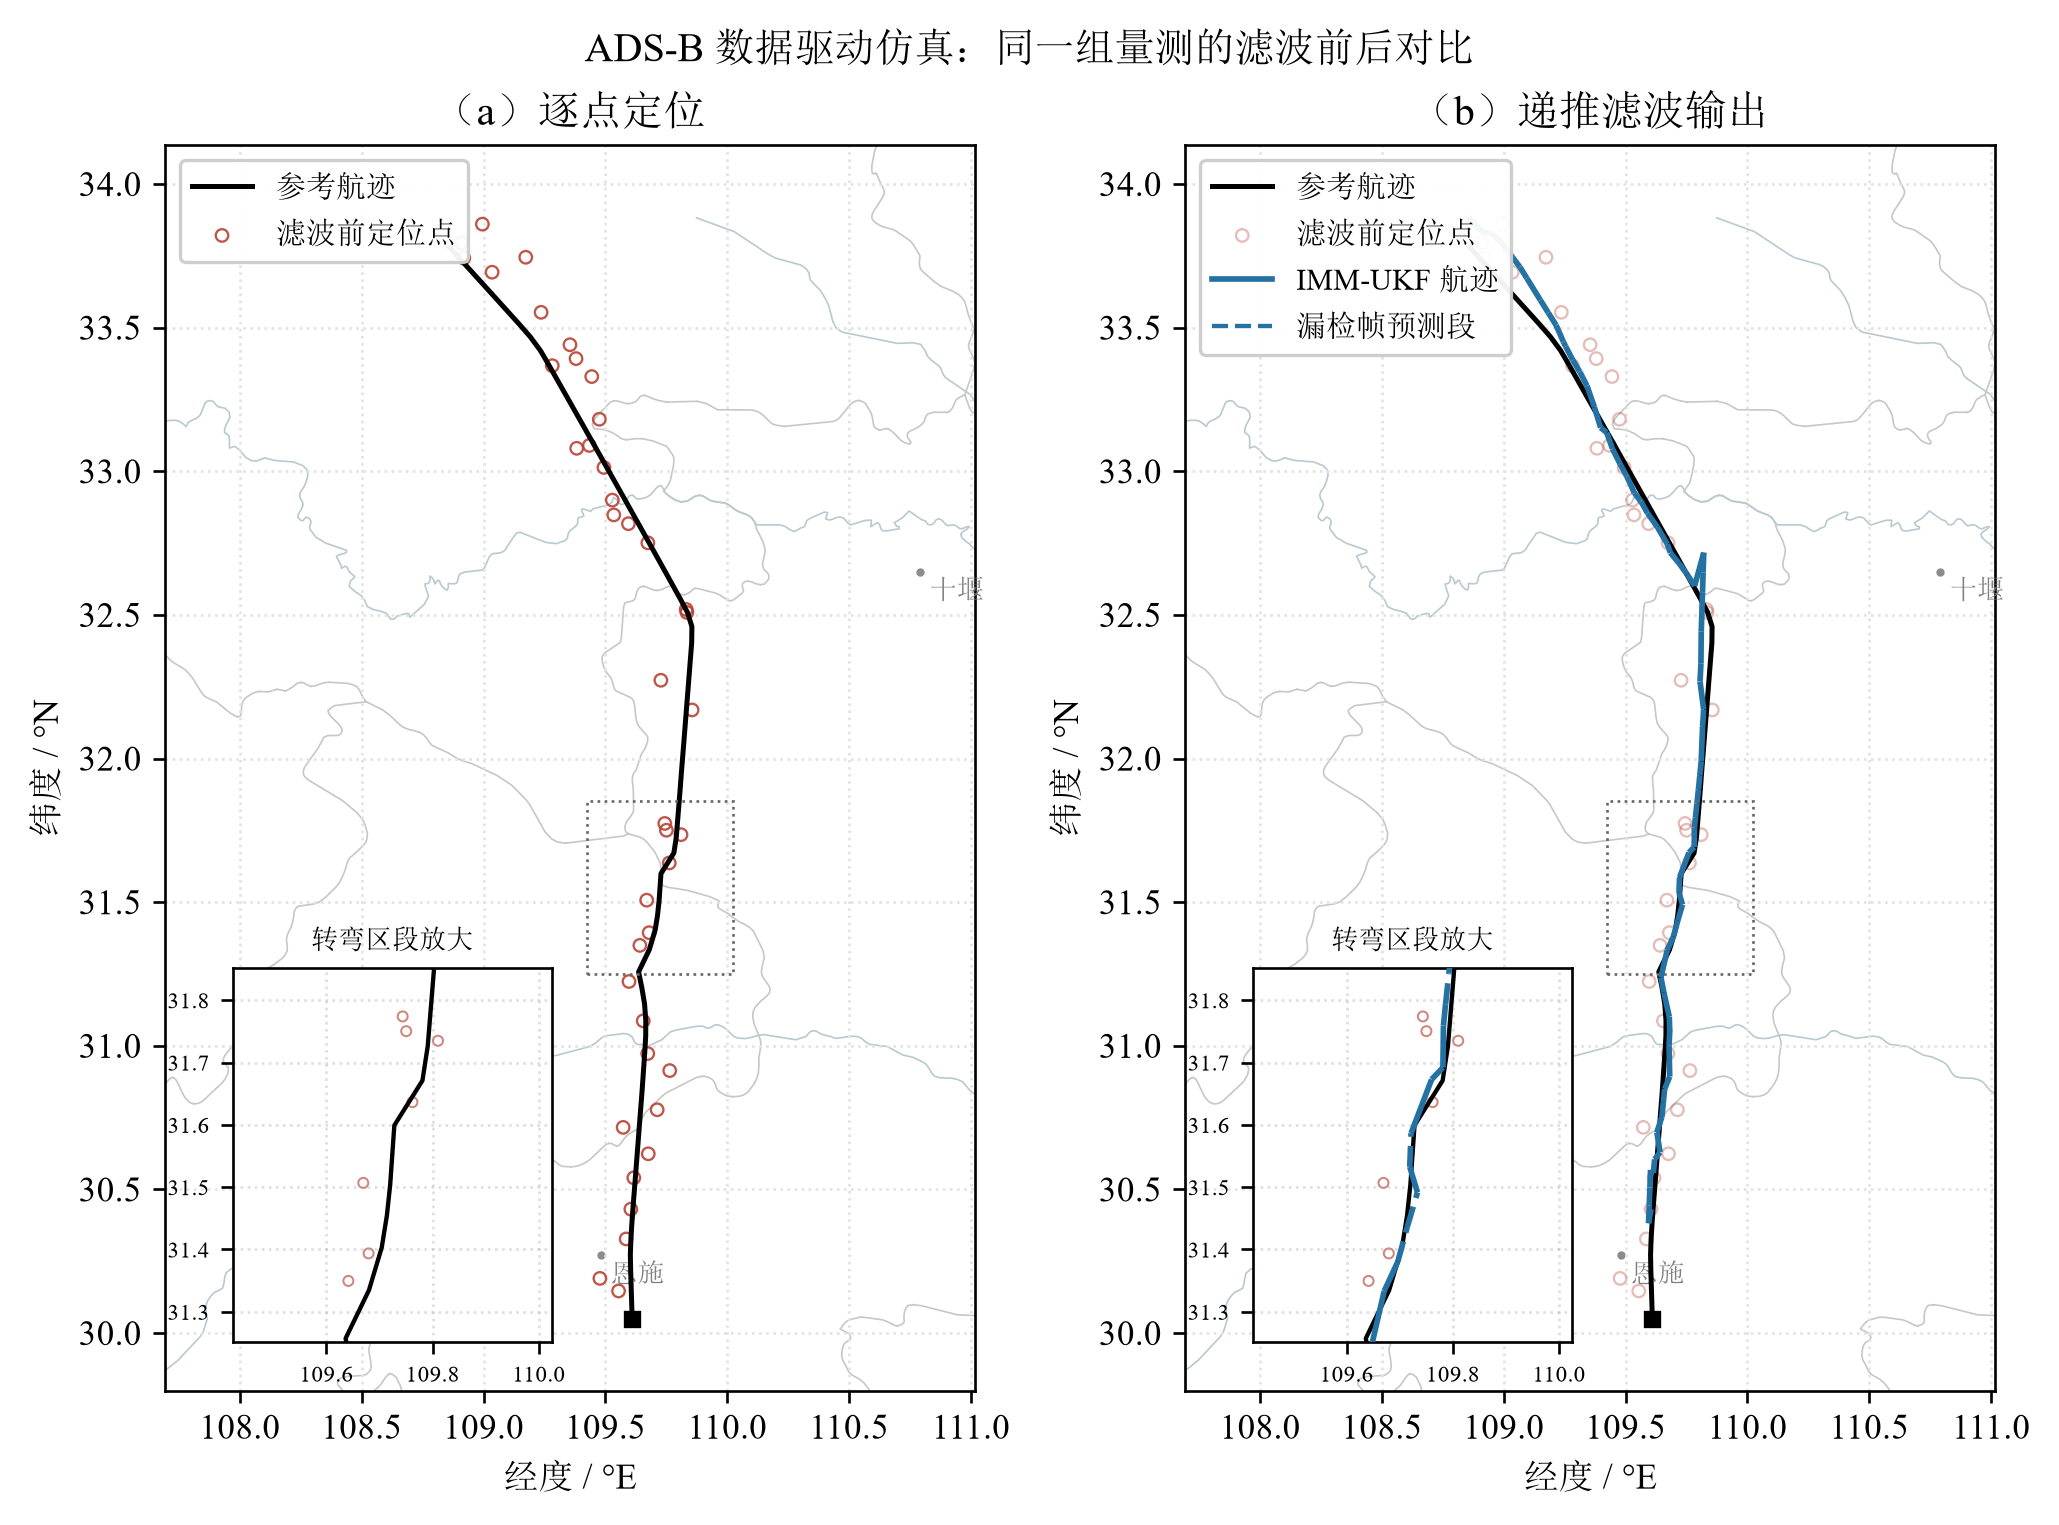 ADS-B 数据驱动仿真：同一组量测的滤波前后对比
（a）逐点定位
参考航迹
滤波前定位点
34.0
33.5
33.0
32.5
32.0
31.5
31.0
30.5
30.0
纬度 / °N
十堰
恩施
转弯区段放大
31.8
31.7
31.6
31.5
31.4
31.3
109.6 109.8 110.0
108.0 108.5 109.0 109.5 110.0 110.5 111.0
经度 / °E
（b）递推滤波输出
参考航迹
滤波前定位点
IMM-UKF 航迹
漏检帧预测段
34.0
33.5
33.0
32.5
32.0
31.5
31.0
30.5
30.0
纬度 / °N
十堰
恩施
转弯区段放大
31.8
31.7
31.6
31.5
31.4
31.3
109.6 109.8 110.0
108.0 108.5 109.0 109.5 110.0 110.5 111.0
经度 / °E